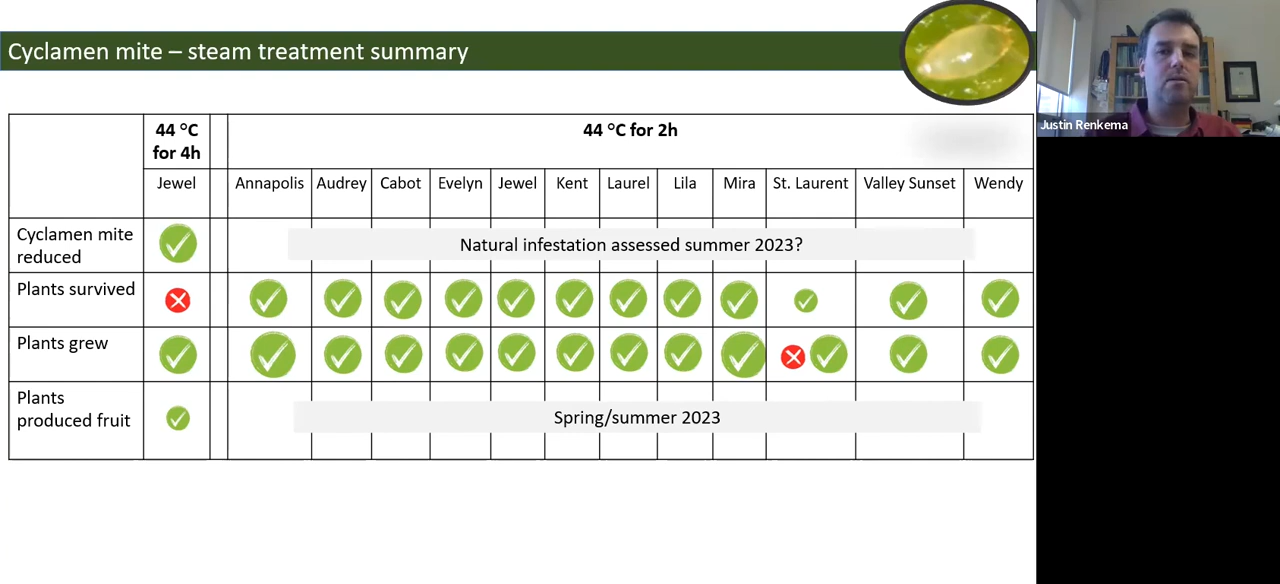 Cyclamen mite – steam treatment summary
Justin Renkema
44 °C
for 4h
44 °C for 2h
Jewel
Annapolis
Audrey
Cabot
Evelyn
Jewel
Kent
Laurel
Lila
Mira
St. Laurent
Valley Sunset
Wendy
Cyclamen mite
reduced
Natural infestation assessed summer 2023?
Plants survived
Plants grew
Plants
produced fruit
Spring/summer 2023